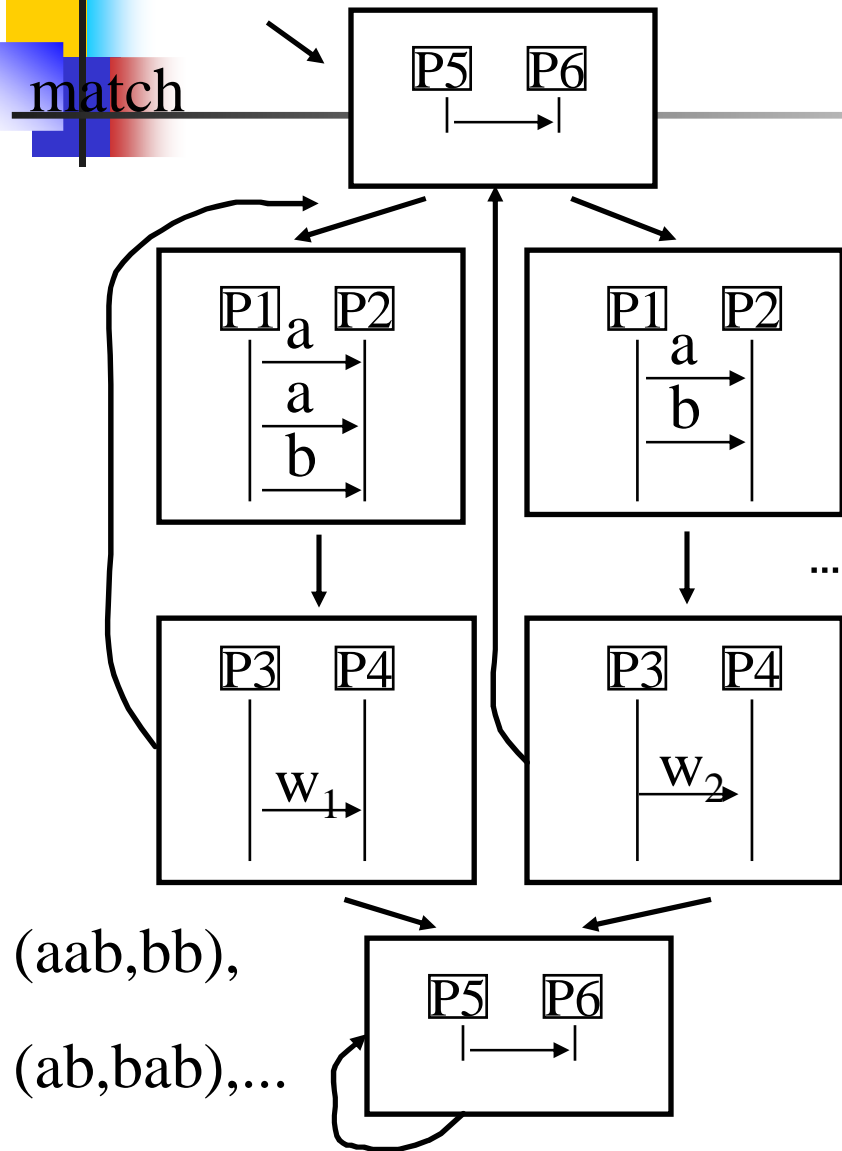 match
P5 P6
P1 P2
a
a
b
P1 P2
a
b
...
P3 P4
w1
P3 P4
w2
(aab,bb),
(ab,bab),...
P5 P6